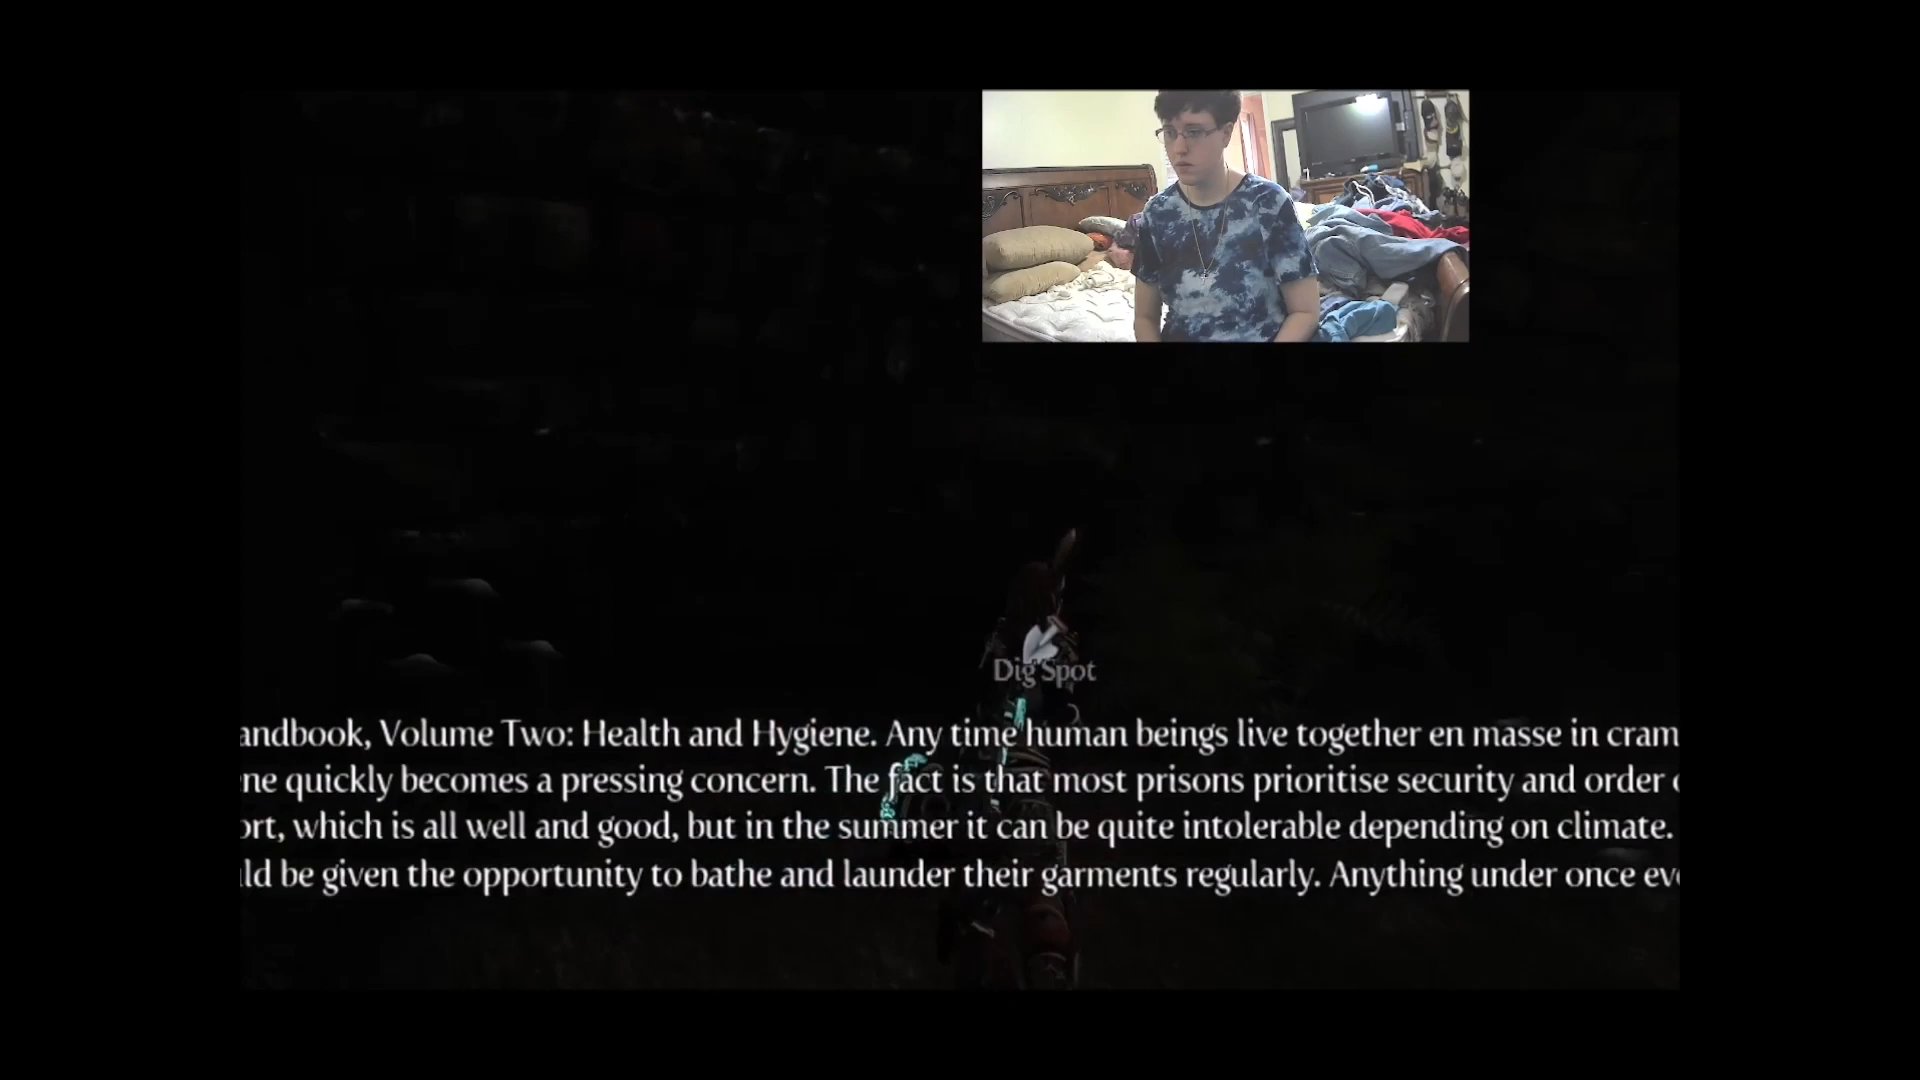 Dig Spot
andbook, Volume Two: Health and Hygiene. Any time human beings live together en masse in cram
ne quickly becomes a pressing concern. The fact is that most prisons prioritise security and order
ort, which is all well and good, but in the summer it can be quite intolerable depending on climate.
ld be given the opportunity to bathe and launder their garments regularly. Anything under once eve